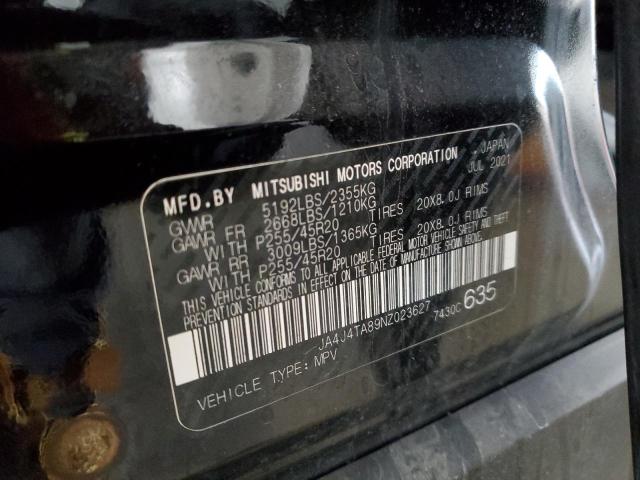 MFD.BY MITSUBISHI MOTORS CORPORATION : JAPAN
GVWR 5192LBS/2355KG JUL 2021
GAWR FR 2668LBS/1210KG
WITH P255/45R20 TIRES 20X8.0J RIMS
GAWR RR 3009LBS/1365KG
WITH P255/45R20 TIRES 20X8.0J RIMS
THIS VEHICLE CONFORMS TO ALL APPLICABLE FEDERAL MOTOR VEHICLE SAFETY AND THEFT
PREVENTION STANDARDS IN EFFECT ON THE DATE OF MANUFACTURE SHOWN ABOVE.
JA4J4TA89NZ023627 7430C 635
VEHICLE TYPE: MPV